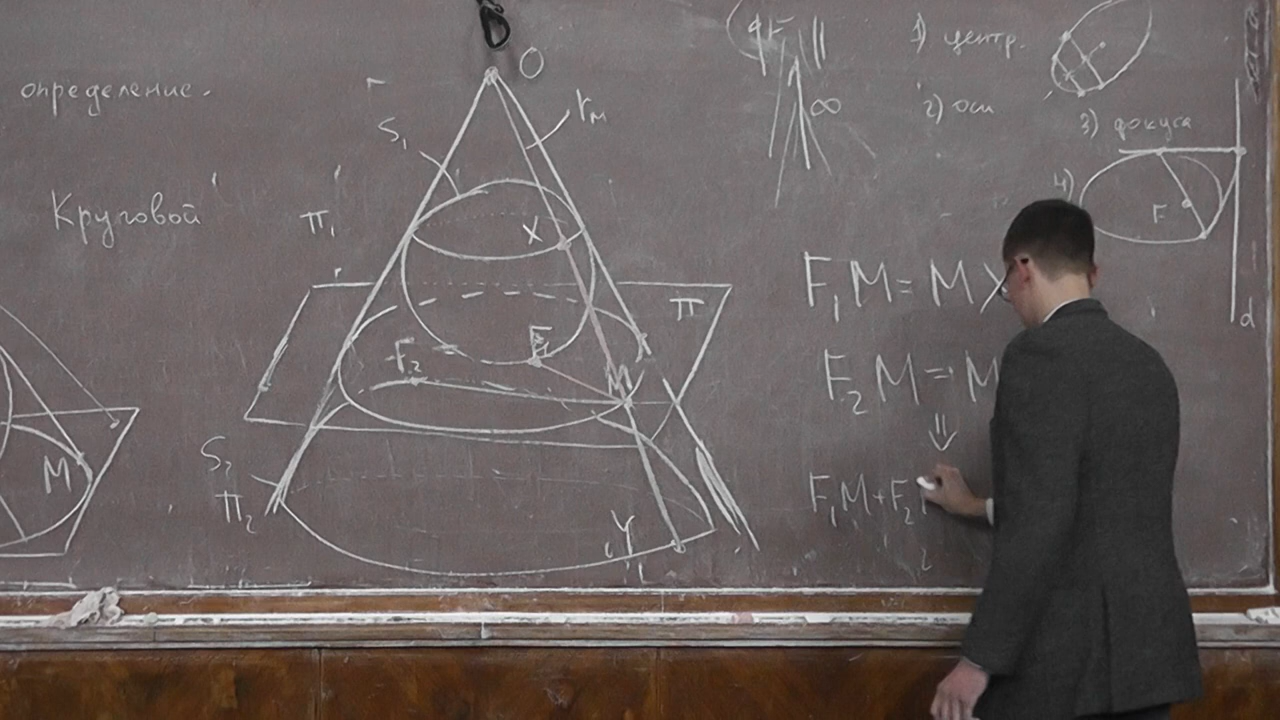 определение.
Круговой
O
S₁
r_M
π₁
X
π
F₂
F₁
M
S₂
π₂
Y
M
∞
1) центр.
2) оси
3) фокуса
4)
F
d
F₁M = MX
F₂M = M
⇓
F₁M + F₂